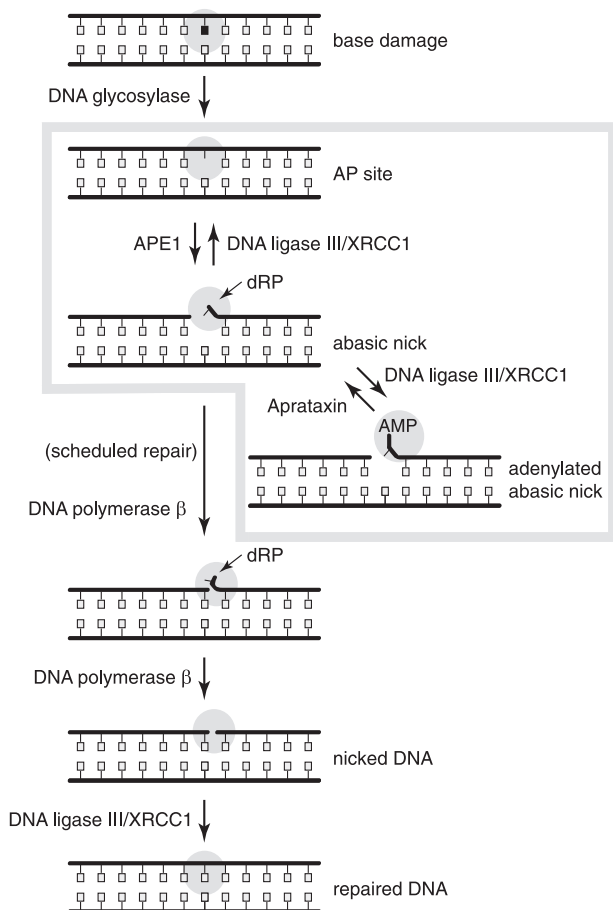 base damage
DNA glycosylase
AP site
APE1
DNA ligase III/XRCC1
dRP
abasic nick
DNA ligase III/XRCC1
Aprataxin
AMP
(scheduled repair)
adenylated
abasic nick
DNA polymerase β
dRP
DNA polymerase β
nicked DNA
DNA ligase III/XRCC1
repaired DNA